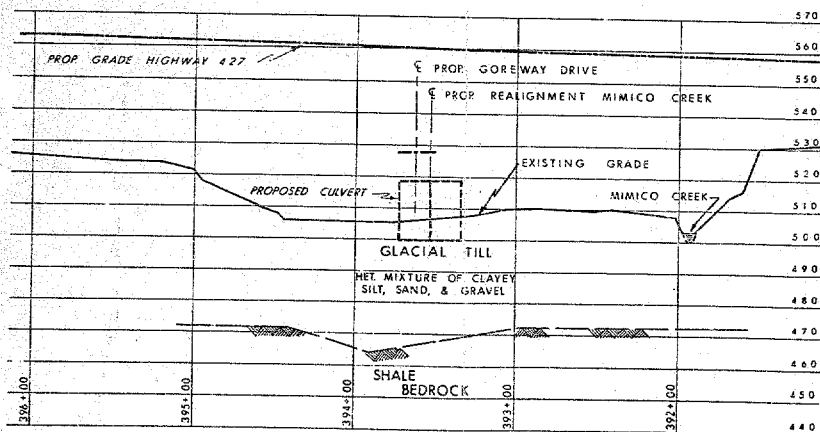 570
560
PROP. GRADE HIGHWAY 427
℄ PROP. GOREWAY DRIVE
550
℄ PROP. REALIGNMENT MIMICO CREEK
540
530
EXISTING GRADE
520
PROPOSED CULVERT
MIMICO CREEK
510
500
GLACIAL TILL
490
HET. MIXTURE OF CLAYEY
SILT, SAND, & GRAVEL
480
470
460
SHALE
BEDROCK
450
396+00
395+00
394+00
393+00
392+00
440